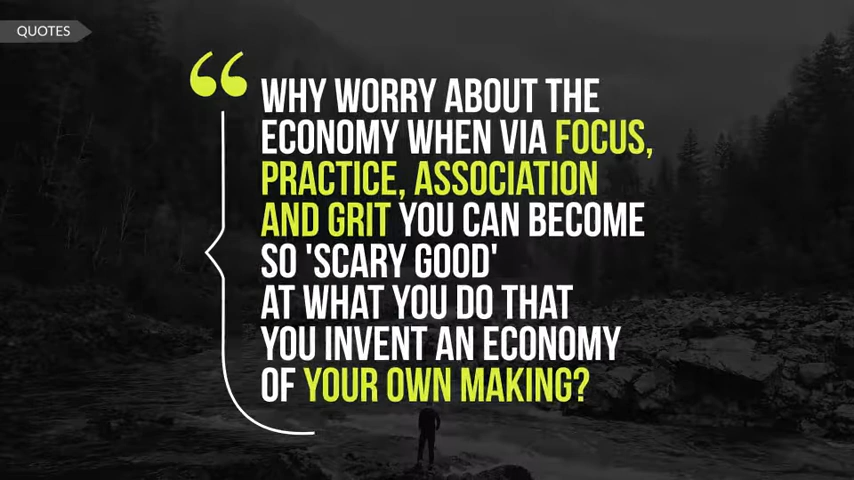 QUOTES
“
WHY WORRY ABOUT THE
ECONOMY WHEN VIA FOCUS,
PRACTICE, ASSOCIATION
AND GRIT YOU CAN BECOME
SO 'SCARY GOOD'
AT WHAT YOU DO THAT
YOU INVENT AN ECONOMY
OF YOUR OWN MAKING?